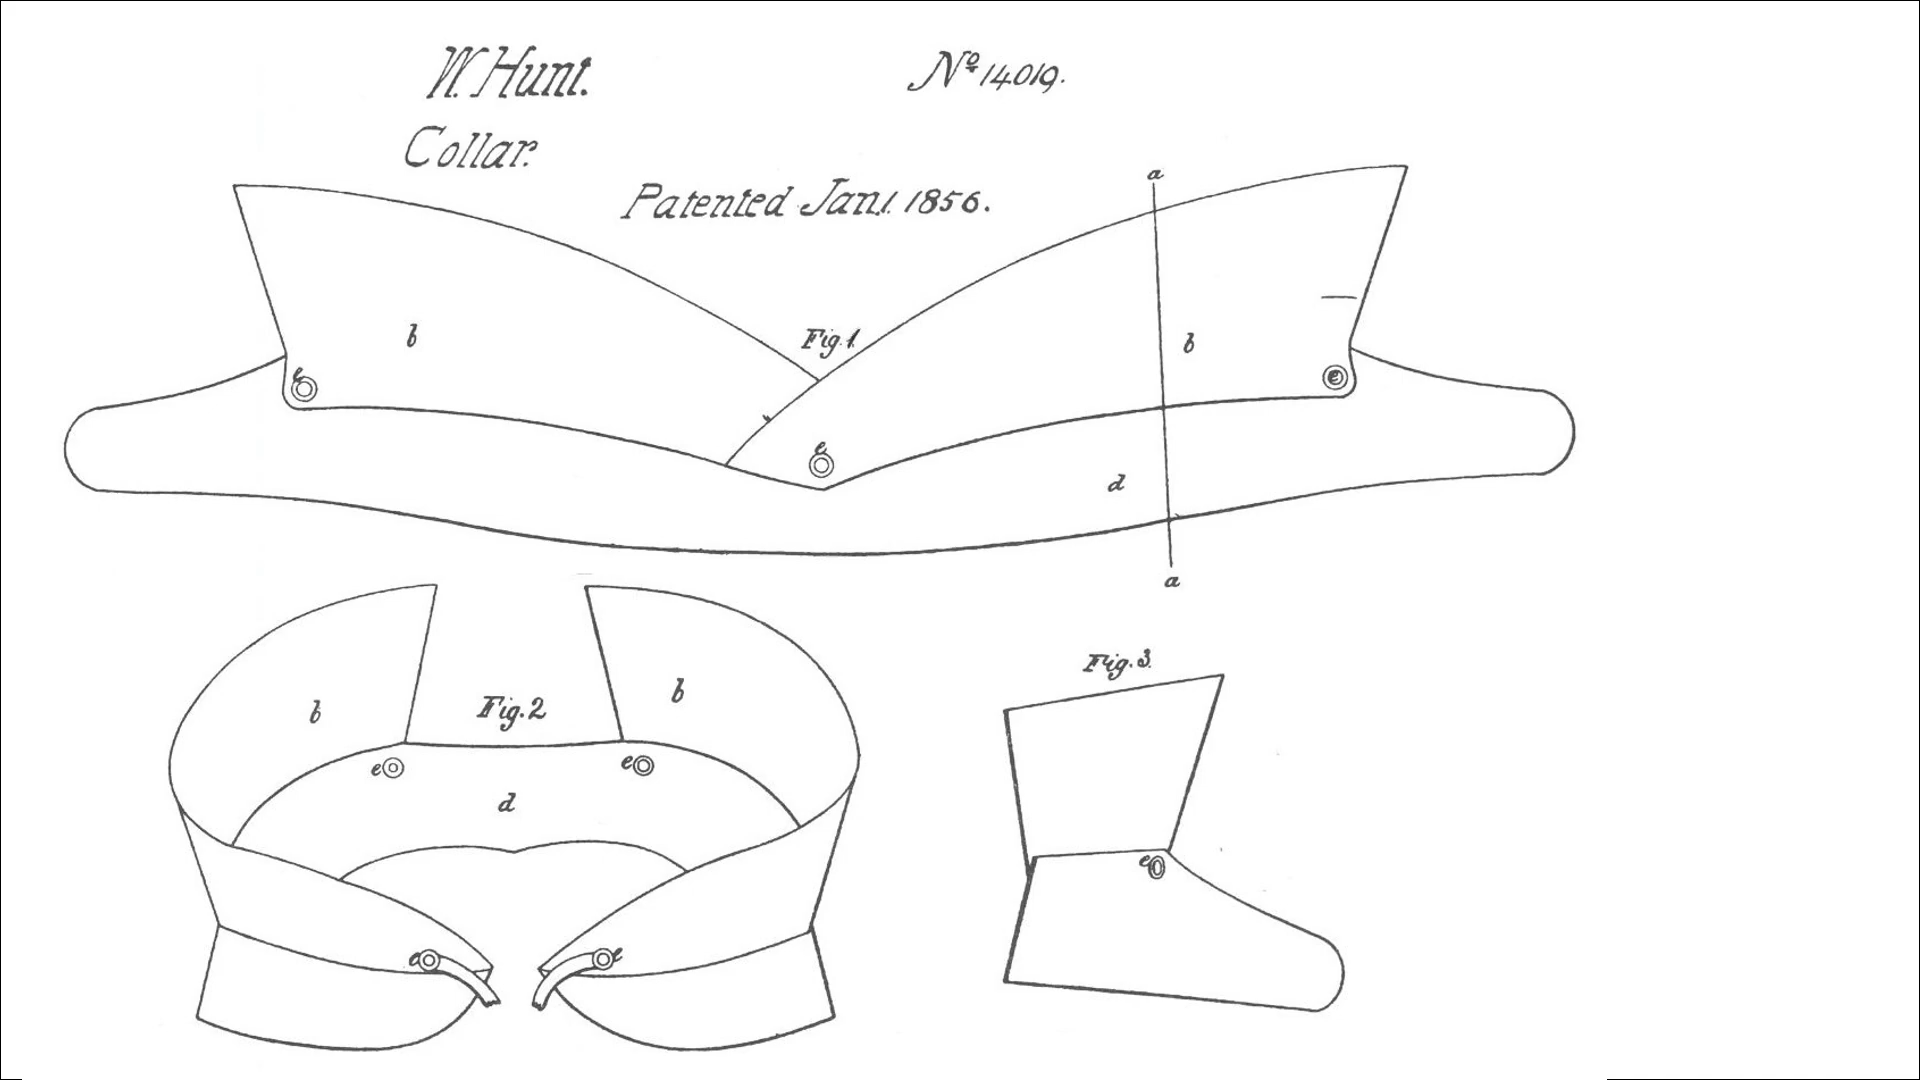 W. Hunt.
Nº 14019.
Collar.
Patented Jan. 1. 1856.
a
Fig. 1.
b
b
e
e
e
d
a
Fig. 3.
b
b
Fig. 2
e
e
d
e
e
e